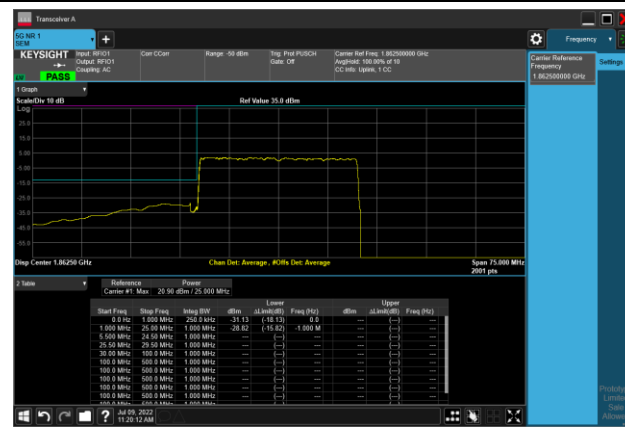 Transceiver A
5G NR 1
SEM
Frequency
KEYSIGHT Input: RFIO1 Corr CCorr Range: -50 dBm Trig: Prot PUSCH Carrier Ref Freq: 1.862500000 GHz
Output: RFIO1 Gate: Off Avg|Hold: 100.00% of 10
Coupling: AC CC Info: Uplink, 1 CC
PASS
Carrier Reference
Frequency
1.862500000 GHz
Settings
1 Graph
Scale/Div 10 dB Ref Value 35.0 dBm
Log
25.0
15.0
5.00
-5.00
-15.0
-25.0
-35.0
-45.0
-55.0
Disp Center 1.86250 GHz Chan Det: Average , #Offs Det: Average Span 75.000 MHz
2001 pts
2 Table
Reference Power
Carrier #1: Max 20.90 dBm / 25.000 MHz
Lower Upper
Start Freq Stop Freq Integ BW dBm ΔLimit(dB) Freq (Hz) dBm ΔLimit(dB) Freq (Hz)
0.0 Hz 1.000 MHz 250.0 kHz -31.13 (-18.13) 0.0 --- (---) ---
1.000 MHz 25.00 MHz 1.000 MHz -28.82 (-15.82) -1.000 M --- (---) ---
5.500 MHz 24.50 MHz 1.000 MHz --- (---) --- --- (---) ---
25.50 MHz 29.50 MHz 1.000 MHz --- (---) --- --- (---) ---
30.00 MHz 100.0 MHz 1.000 MHz --- (---) --- --- (---) ---
100.0 MHz 500.0 MHz 1.000 MHz --- (---) --- --- (---) ---
100.0 MHz 500.0 MHz 1.000 MHz --- (---) --- --- (---) ---
100.0 MHz 500.0 MHz 1.000 MHz --- (---) --- --- (---) ---
100.0 MHz 500.0 MHz 1.000 MHz --- (---) --- --- (---) ---
100.0 MHz 500.0 MHz 1.000 MHz --- (---) --- --- (---) ---
Jul 09, 2022
11:20:12 AM